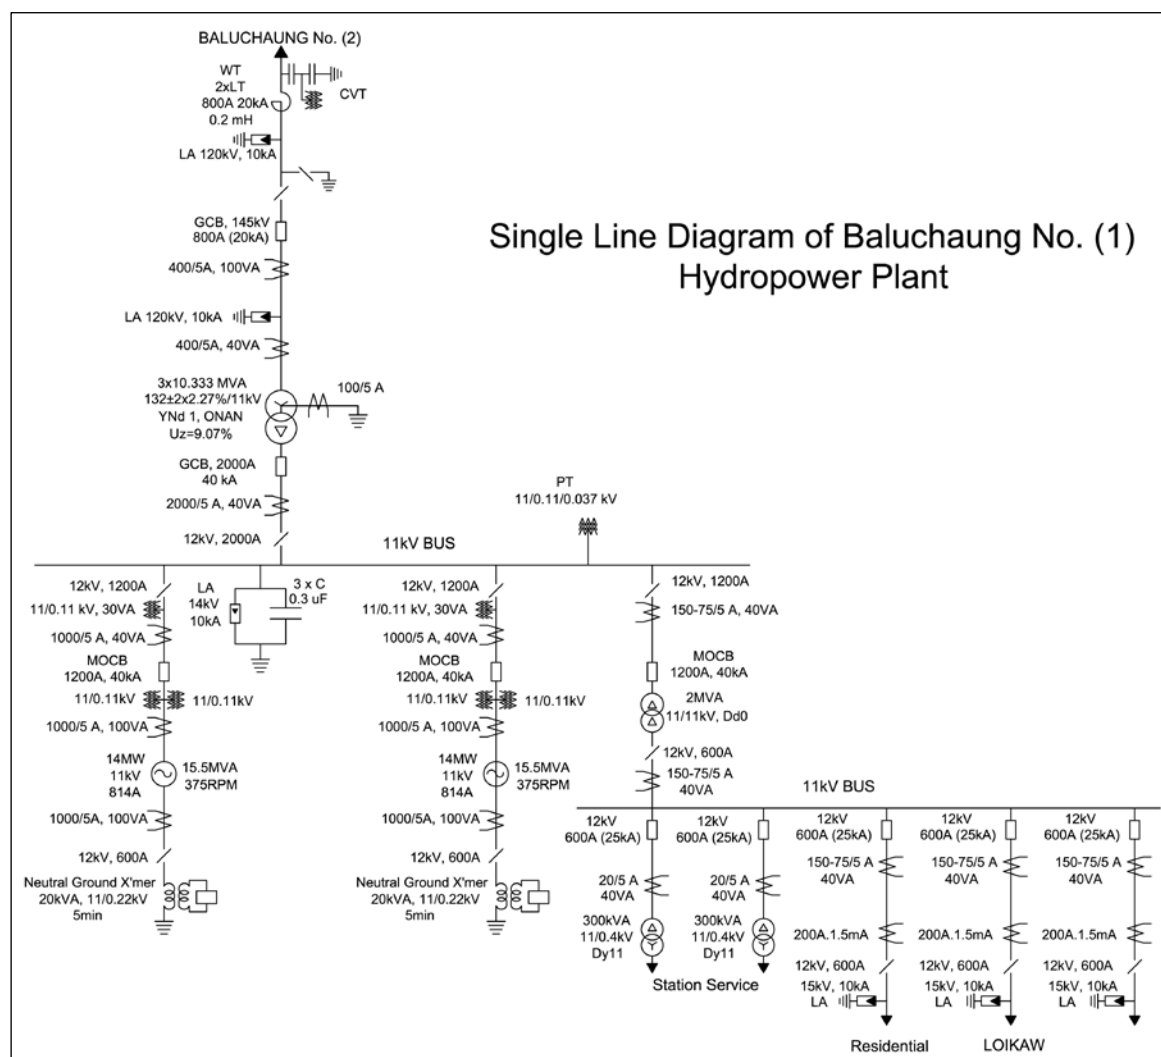 BALUCHAUNG No. (2)
WT
2xLT
800A 20kA
0.2 mH
CVT
LA 120kV, 10kA
GCB, 145kV
800A (20kA)
Single Line Diagram of Baluchaung No. (1)
Hydropower Plant
400/5A, 100VA
LA 120kV, 10kA
400/5A, 40VA
3x10.333 MVA
132±2x2.27%/11kV
YNd 1, ONAN
Uz=9.07%
100/5 A
GCB, 2000A
40 kA
2000/5 A, 40VA
12kV, 2000A
PT
11/0.11/0.037 kV
11kV BUS
12kV, 1200A
11/0.11 kV, 30VA
1000/5 A, 40VA
MOCB
1200A, 40kA
11/0.11kV
11/0.11kV
1000/5 A, 100VA
14MW
11kV
814A
15.5MVA
375RPM
1000/5A, 100VA
12kV, 600A
Neutral Ground X'mer
20kVA, 11/0.22kV
5min
LA
14kV
10kA
3 x C
0.3 uF
12kV, 1200A
11/0.11 kV, 30VA
1000/5 A, 40VA
MOCB
1200A, 40kA
11/0.11kV
11/0.11kV
1000/5 A, 100VA
14MW
11kV
814A
15.5MVA
375RPM
1000/5A, 100VA
12kV, 600A
Neutral Ground X'mer
20kVA, 11/0.22kV
5min
12kV, 1200A
150-75/5 A, 40VA
MOCB
1200A, 40kA
2MVA
11/11kV, Dd0
12kV, 600A
150-75/5 A
40VA
11kV BUS
12kV
600A (25kA)
20/5 A
40VA
300kVA
11/0.4kV
Dy11
12kV
600A (25kA)
20/5 A
40VA
300kVA
11/0.4kV
Dy11
Station Service
12kV
600A (25kA)
150-75/5 A
40VA
200A.1.5mA
12kV, 600A
15kV, 10kA
LA
Residential
12kV
600A (25kA)
150-75/5 A
40VA
200A.1.5mA
12kV, 600A
15kV, 10kA
LA
LOIKAW
12kV
600A (25kA)
150-75/5 A
40VA
200A.1.5mA
12kV, 600A
15kV, 10kA
LA